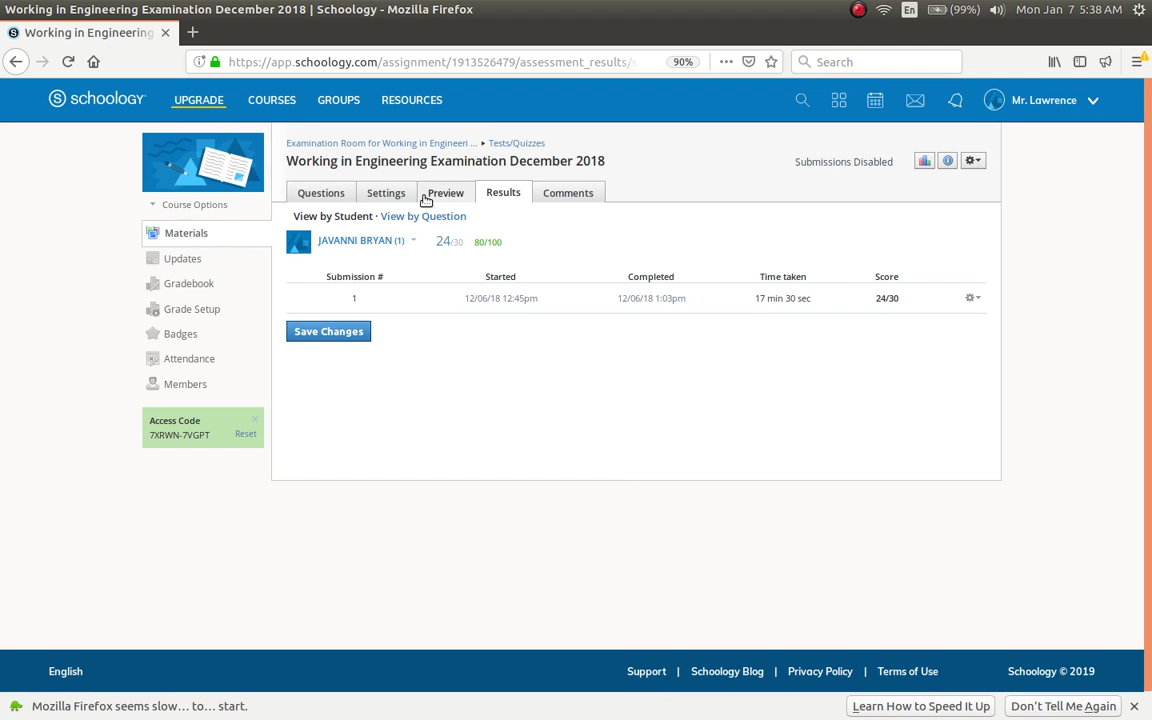 Working in Engineering Examination December 2018 | Schoology - Mozilla Firefox
En (99%) Mon Jan 7 5:38 AM
Working in Engineering
https://app.schoology.com/assignment/1913526479/assessment_results/s
90%
Search
schoology
UPGRADE COURSES GROUPS RESOURCES Mr. Lawrence
Examination Room for Working in Engineeri ... Tests/Quizzes
Working in Engineering Examination December 2018
Submissions Disabled
Course Options
Materials
Updates
Gradebook
Grade Setup
Badges
Attendance
Members
Access Code
7XRWN-7VGPT Reset
Questions Settings Preview Results Comments
View by Student · View by Question
JAVANNI BRYAN (1) 24/30 80/100
Submission # Started Completed Time taken Score
1 12/06/18 12:45pm 12/06/18 1:03pm 17 min 30 sec 24/30
Save Changes
English Support | Schoology Blog | Privacy Policy | Terms of Use Schoology © 2019
Mozilla Firefox seems slow... to... start. Learn How to Speed It Up Don't Tell Me Again